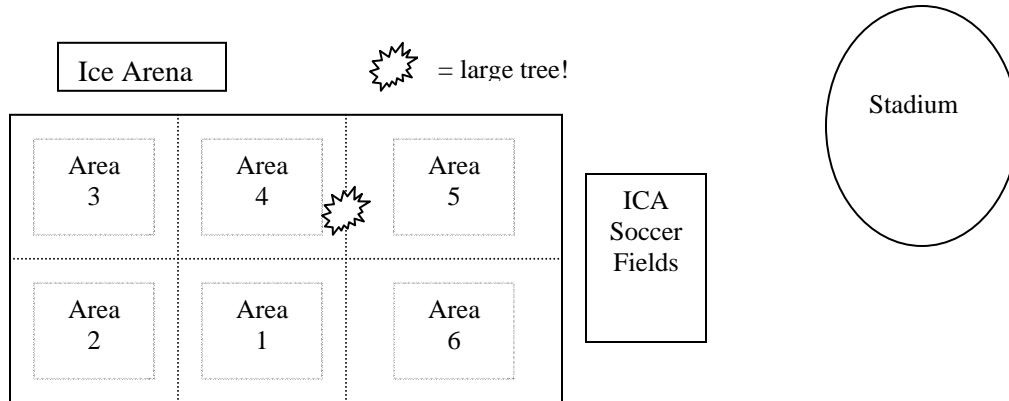 Ice Arena
= large tree!
Stadium
Area
3
Area
4
Area
5
ICA
Soccer
Fields
Area
2
Area
1
Area
6